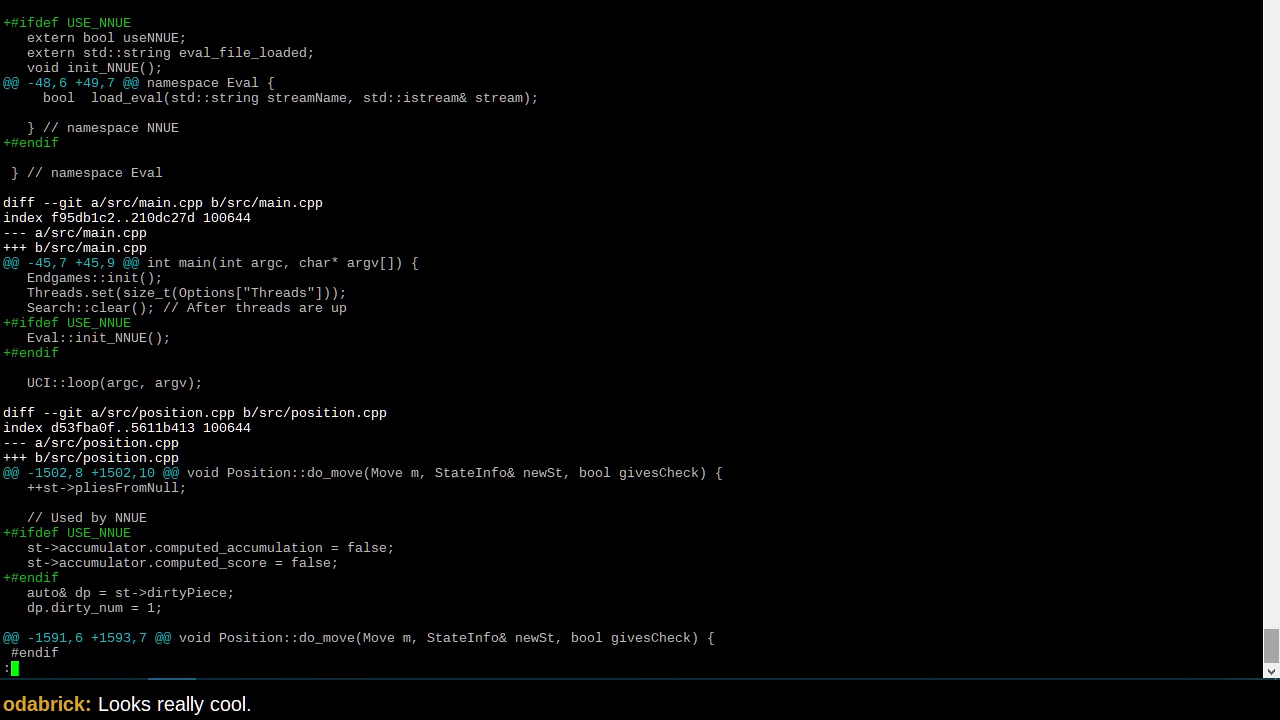 +#ifdef USE_NNUE
   extern bool useNNUE;
   extern std::string eval_file_loaded;
   void init_NNUE();
@@ -48,6 +49,7 @@ namespace Eval {
     bool  load_eval(std::string streamName, std::istream& stream);
   } // namespace NNUE
+#endif
 } // namespace Eval
diff --git a/src/main.cpp b/src/main.cpp
index f95db1c2..210dc27d 100644
--- a/src/main.cpp
+++ b/src/main.cpp
@@ -45,7 +45,9 @@ int main(int argc, char* argv[]) {
   Endgames::init();
   Threads.set(size_t(Options["Threads"]));
   Search::clear(); // After threads are up
+#ifdef USE_NNUE
   Eval::init_NNUE();
+#endif
   UCI::loop(argc, argv);
diff --git a/src/position.cpp b/src/position.cpp
index d53fba0f..5611b413 100644
--- a/src/position.cpp
+++ b/src/position.cpp
@@ -1502,8 +1502,10 @@ void Position::do_move(Move m, StateInfo& newSt, bool givesCheck) {
   ++st->pliesFromNull;
   // Used by NNUE
+#ifdef USE_NNUE
   st->accumulator.computed_accumulation = false;
   st->accumulator.computed_score = false;
+#endif
   auto& dp = st->dirtyPiece;
   dp.dirty_num = 1;
@@ -1591,6 +1593,7 @@ void Position::do_move(Move m, StateInfo& newSt, bool givesCheck) {
 #endif
:
odabrick: Looks really cool.